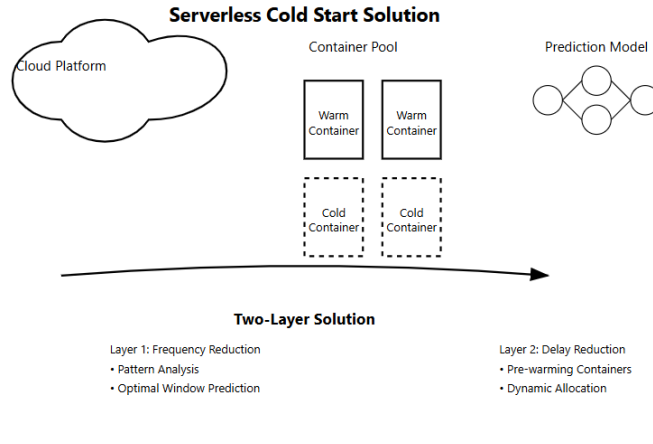 Serverless Cold Start Solution
Container Pool
Prediction Model
Cloud Platform
Warm
Container
Warm
Container
Cold
Container
Cold
Container
Two-Layer Solution
Layer 1: Frequency Reduction
• Pattern Analysis
• Optimal Window Prediction
Layer 2: Delay Reduction
• Pre-warming Containers
• Dynamic Allocation